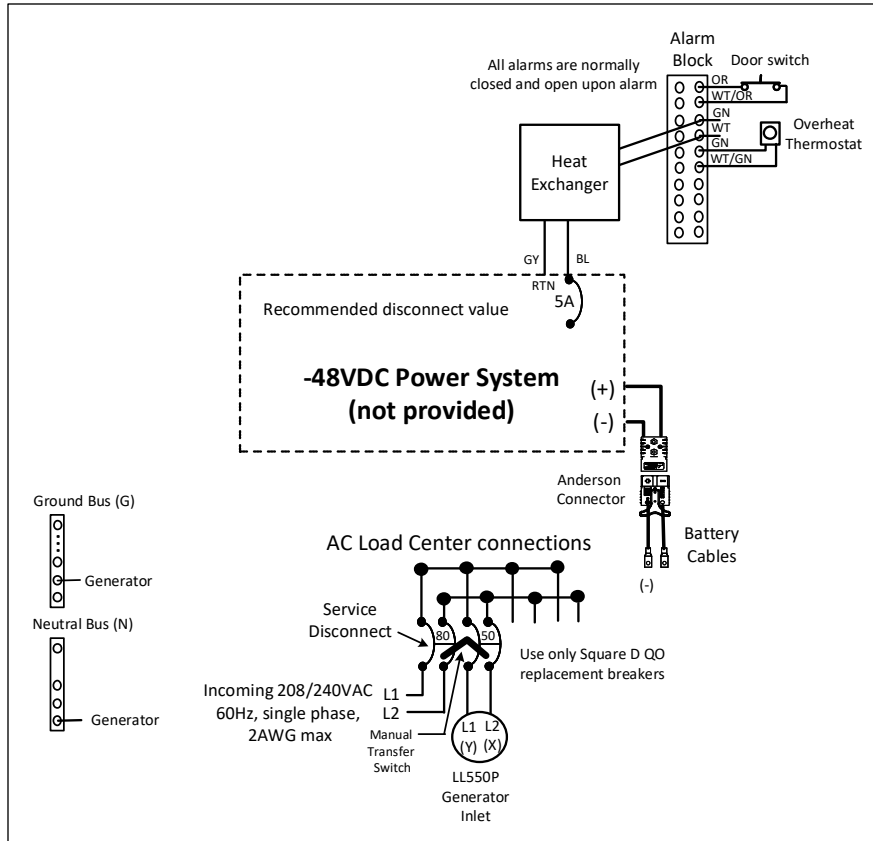 All alarms are normally
closed and open upon alarm
Alarm
Block
Door switch
OR
WT/OR
GN
WT
GN
WT/GN
Overheat
Thermostat
Heat
Exchanger
GY
BL
RTN
5A
Recommended disconnect value
-48VDC Power System
(not provided)
(+)
(-)
Anderson
Connector
Battery
Cables
(-)
Ground Bus (G)
Generator
Neutral Bus (N)
Generator
AC Load Center connections
Service
Disconnect
80
50
Use only Square D QO
replacement breakers
Incoming 208/240VAC
60Hz, single phase,
2AWG max
L1
L2
Manual
Transfer
Switch
L1
(Y)
L2
(X)
LL550P
Generator
Inlet